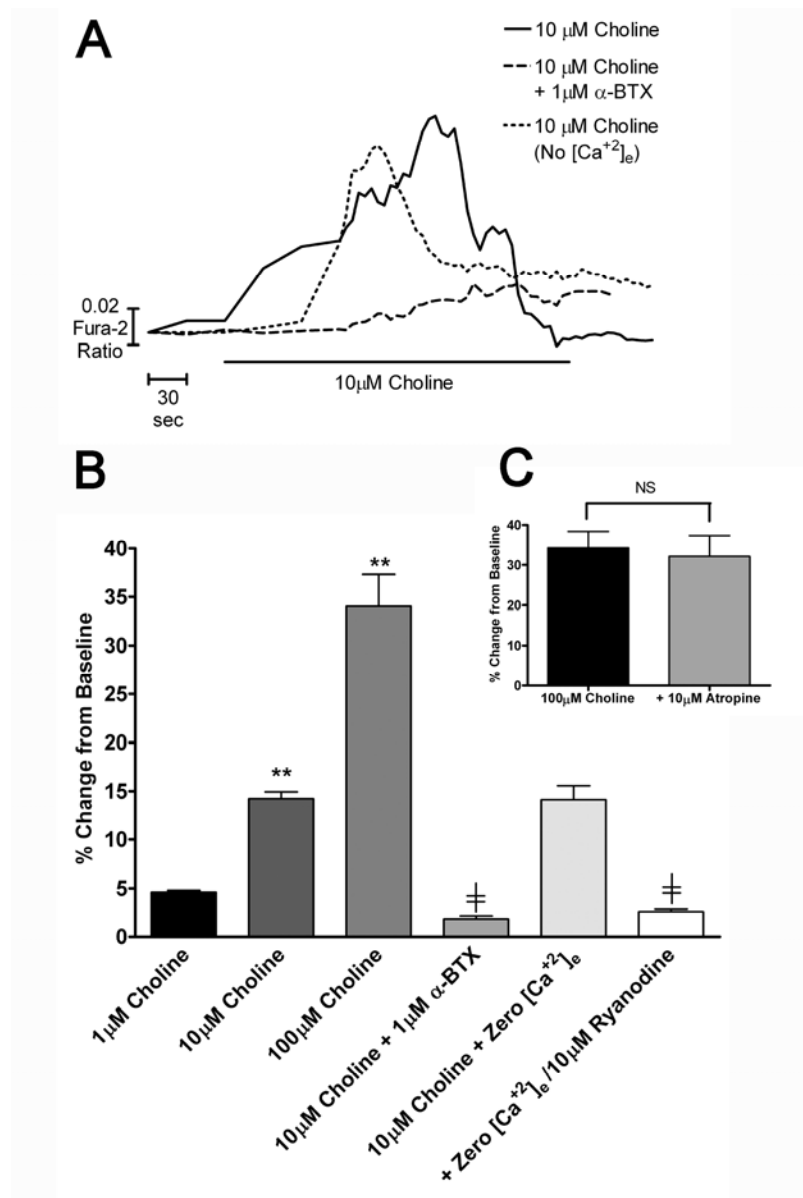 A
10 µM Choline
10 µM Choline
+ 1µM α-BTX
10 µM Choline
(No [Ca⁺²]ₑ)
0.02
Fura-2
Ratio
10µM Choline
30
sec
B
% Change from Baseline
40
35
30
25
20
15
10
5
0
**
**
ǂ
ǂ
1µM Choline
10µM Choline
100µM Choline
10µM Choline + 1µM α-BTX
10µM Choline + Zero [Ca⁺²]ₑ
+ Zero [Ca⁺²]ₑ/10µM Ryanodine
C
NS
% Change from Baseline
40
30
20
10
0
100µM Choline
+ 10µM Atropine